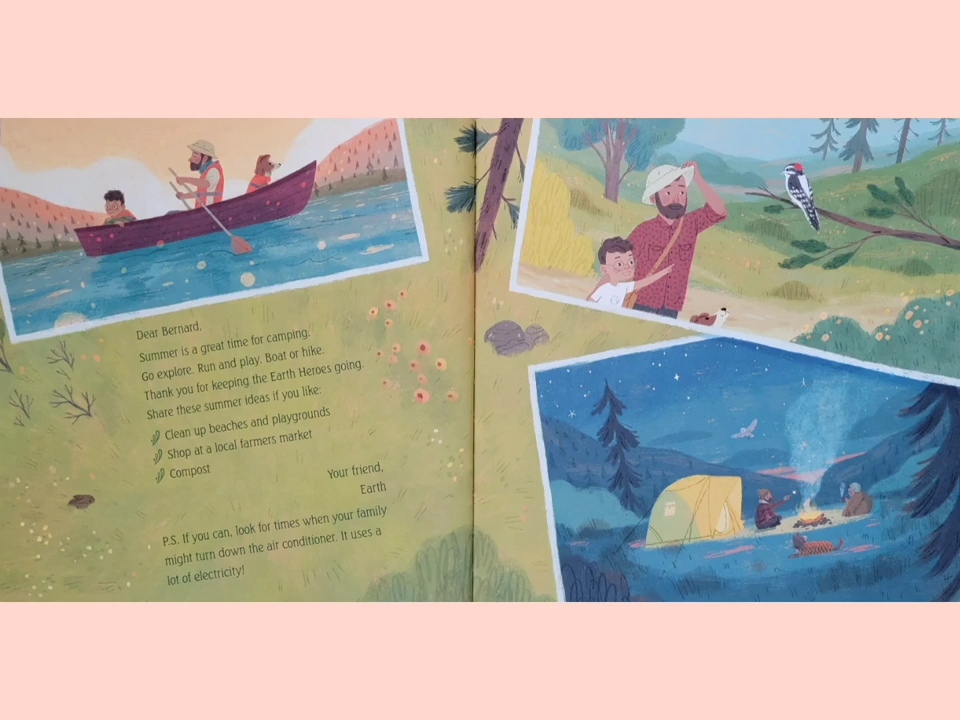 Dear Bernard,
Summer is a great time for camping.
Go explore. Run and play. Boat or hike.
Thank you for keeping the Earth Heroes going.
Share these summer ideas if you like:
Clean up beaches and playgrounds
Shop at a local farmers market
Compost
Your friend,
Earth
P.S. If you can, look for times when your family
might turn down the air conditioner. It uses a
lot of electricity!